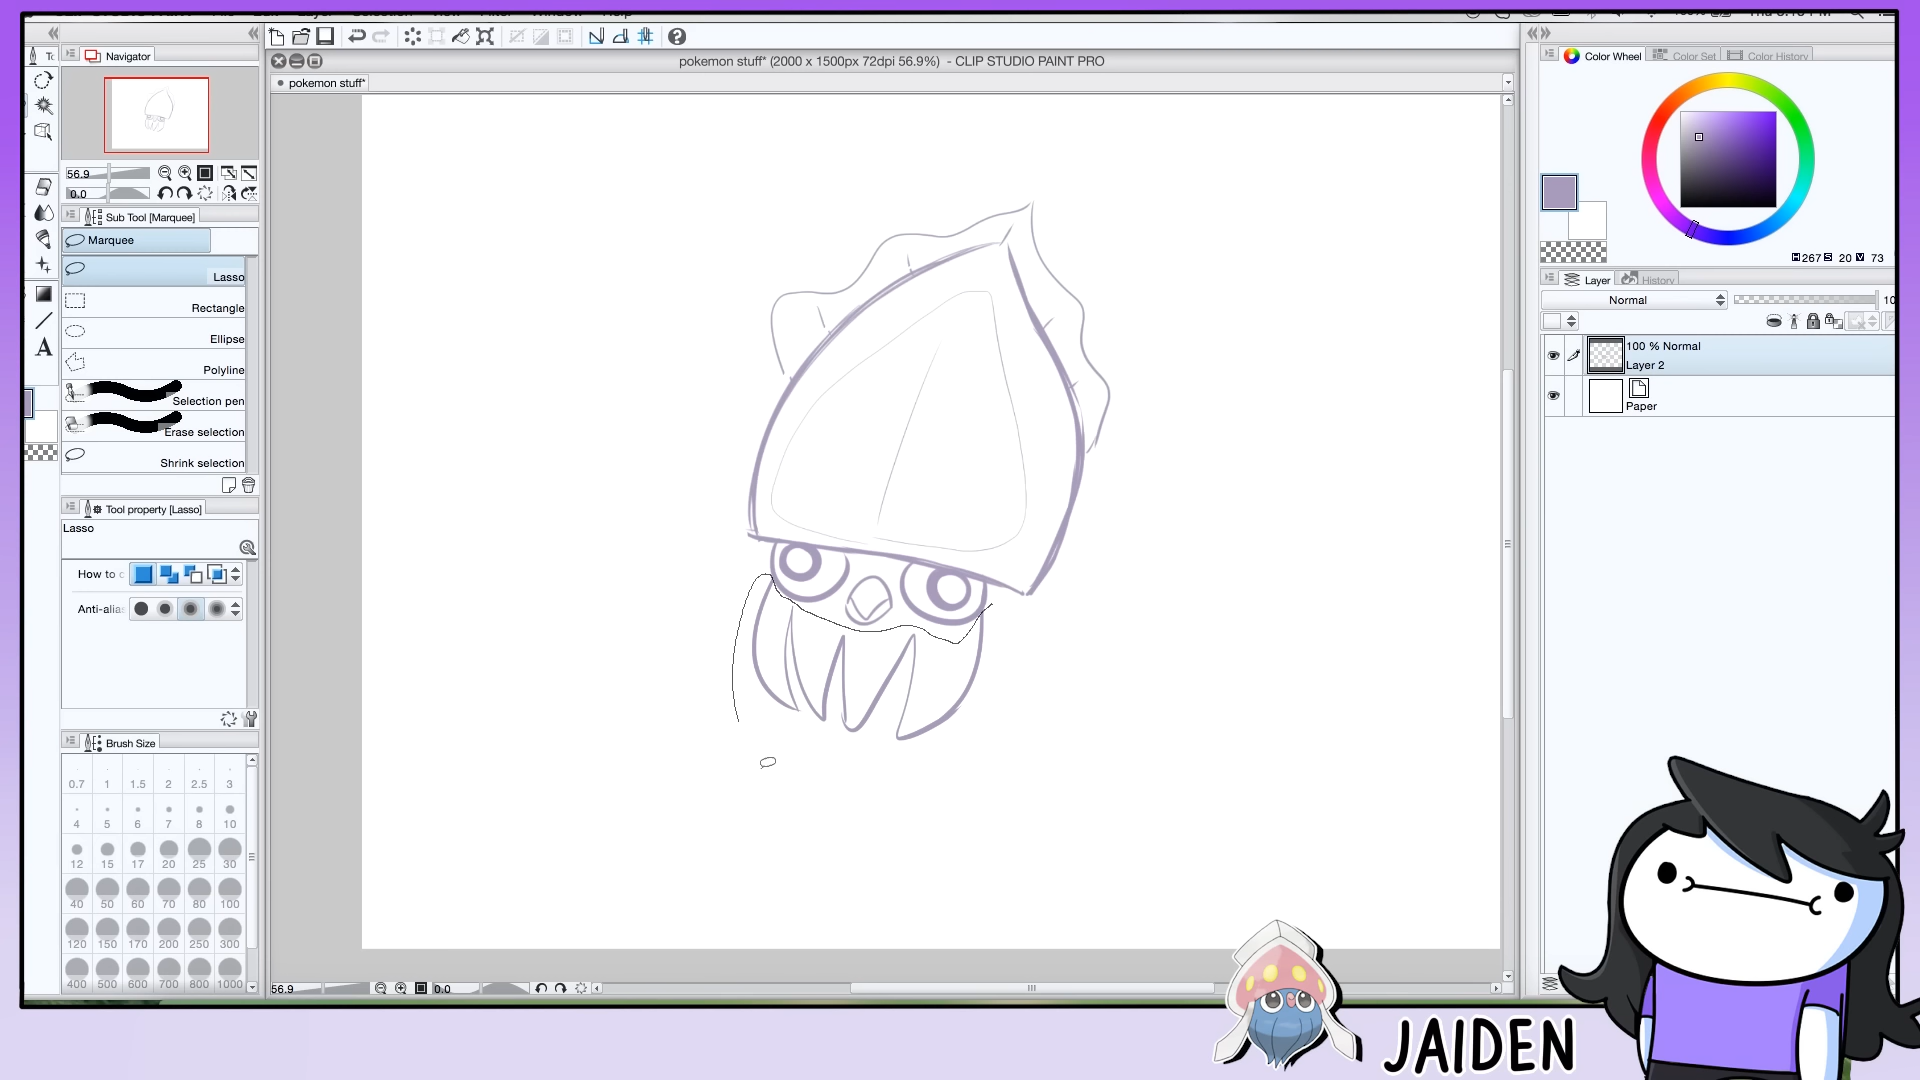 Navigator
56.9
0.0
Sub Tool [Marquee]
Marquee
Lasso
Rectangle
Ellipse
Polyline
Selection pen
Erase selection
Shrink selection
Tool property [Lasso]
Lasso
How to c
Anti-alia
Brush Size
0.7 1 1.5 2 2.5 3
4 5 6 7 8 10
12 15 17 20 25 30
40 50 60 70 80 100
120 150 170 200 250 300
400 500 600 700 800 1000
pokemon stuff* (2000 x 1500px 72dpi 56.9%) - CLIP STUDIO PAINT PRO
pokemon stuff*
56.9
0.0
Color Wheel
Color Set
Color History
H 267 S 20 V 73
Layer
History
Normal
10
100 % Normal
Layer 2
Paper
JAIDEN